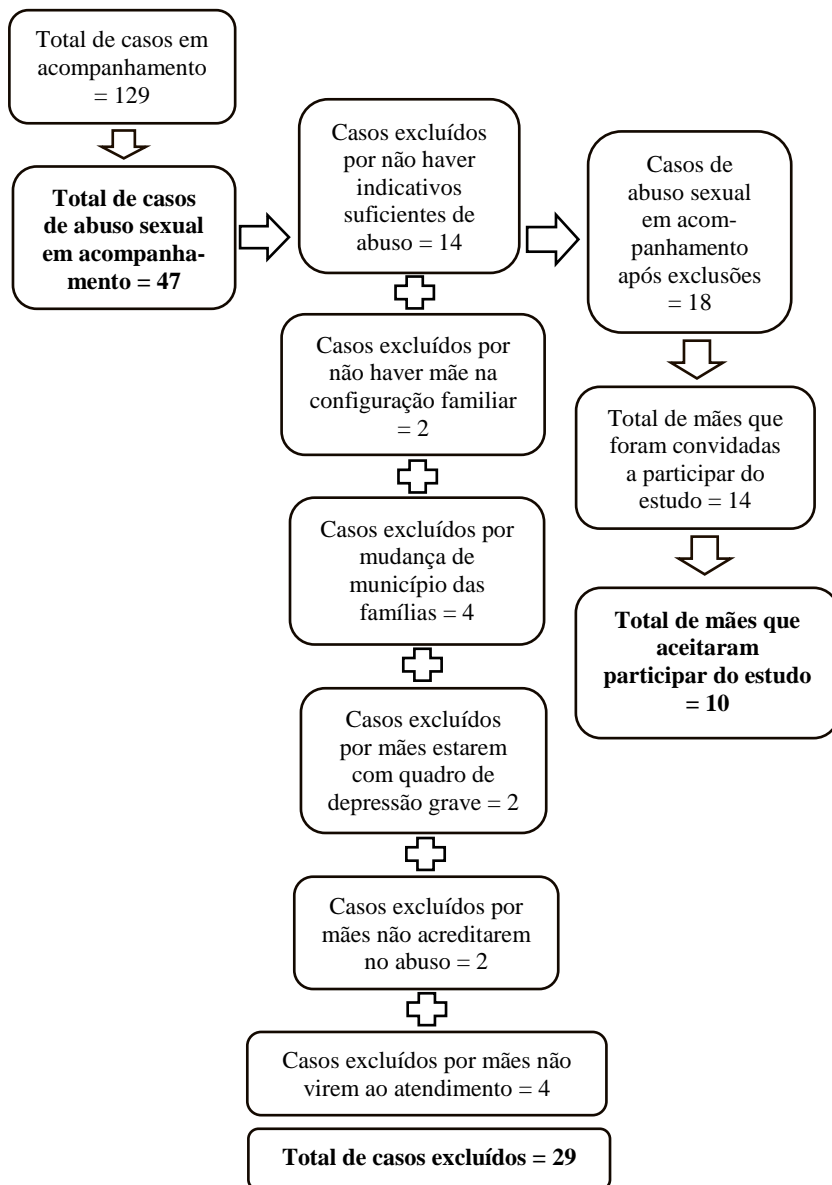 Total de casos em
acompanhamento
= 129
Total de casos
de abuso sexual
em acompanha-
mento = 47
Casos excluídos
por não haver
indicativos
suficientes de
abuso = 14
Casos excluídos por
não haver mãe na
configuração familiar
= 2
Casos excluídos por
mudança de
município das
famílias = 4
Casos excluídos
por mães estarem
com quadro de
depressão grave = 2
Casos excluídos por
mães não acreditarem
no abuso = 2
Casos excluídos por mães não
virem ao atendimento = 4
Total de casos excluídos = 29
Casos de
abuso sexual
em acom-
panhamento
após exclusões
= 18
Total de mães que
foram convidadas
a participar do
estudo = 14
Total de mães que
aceitaram
participar do estudo
= 10